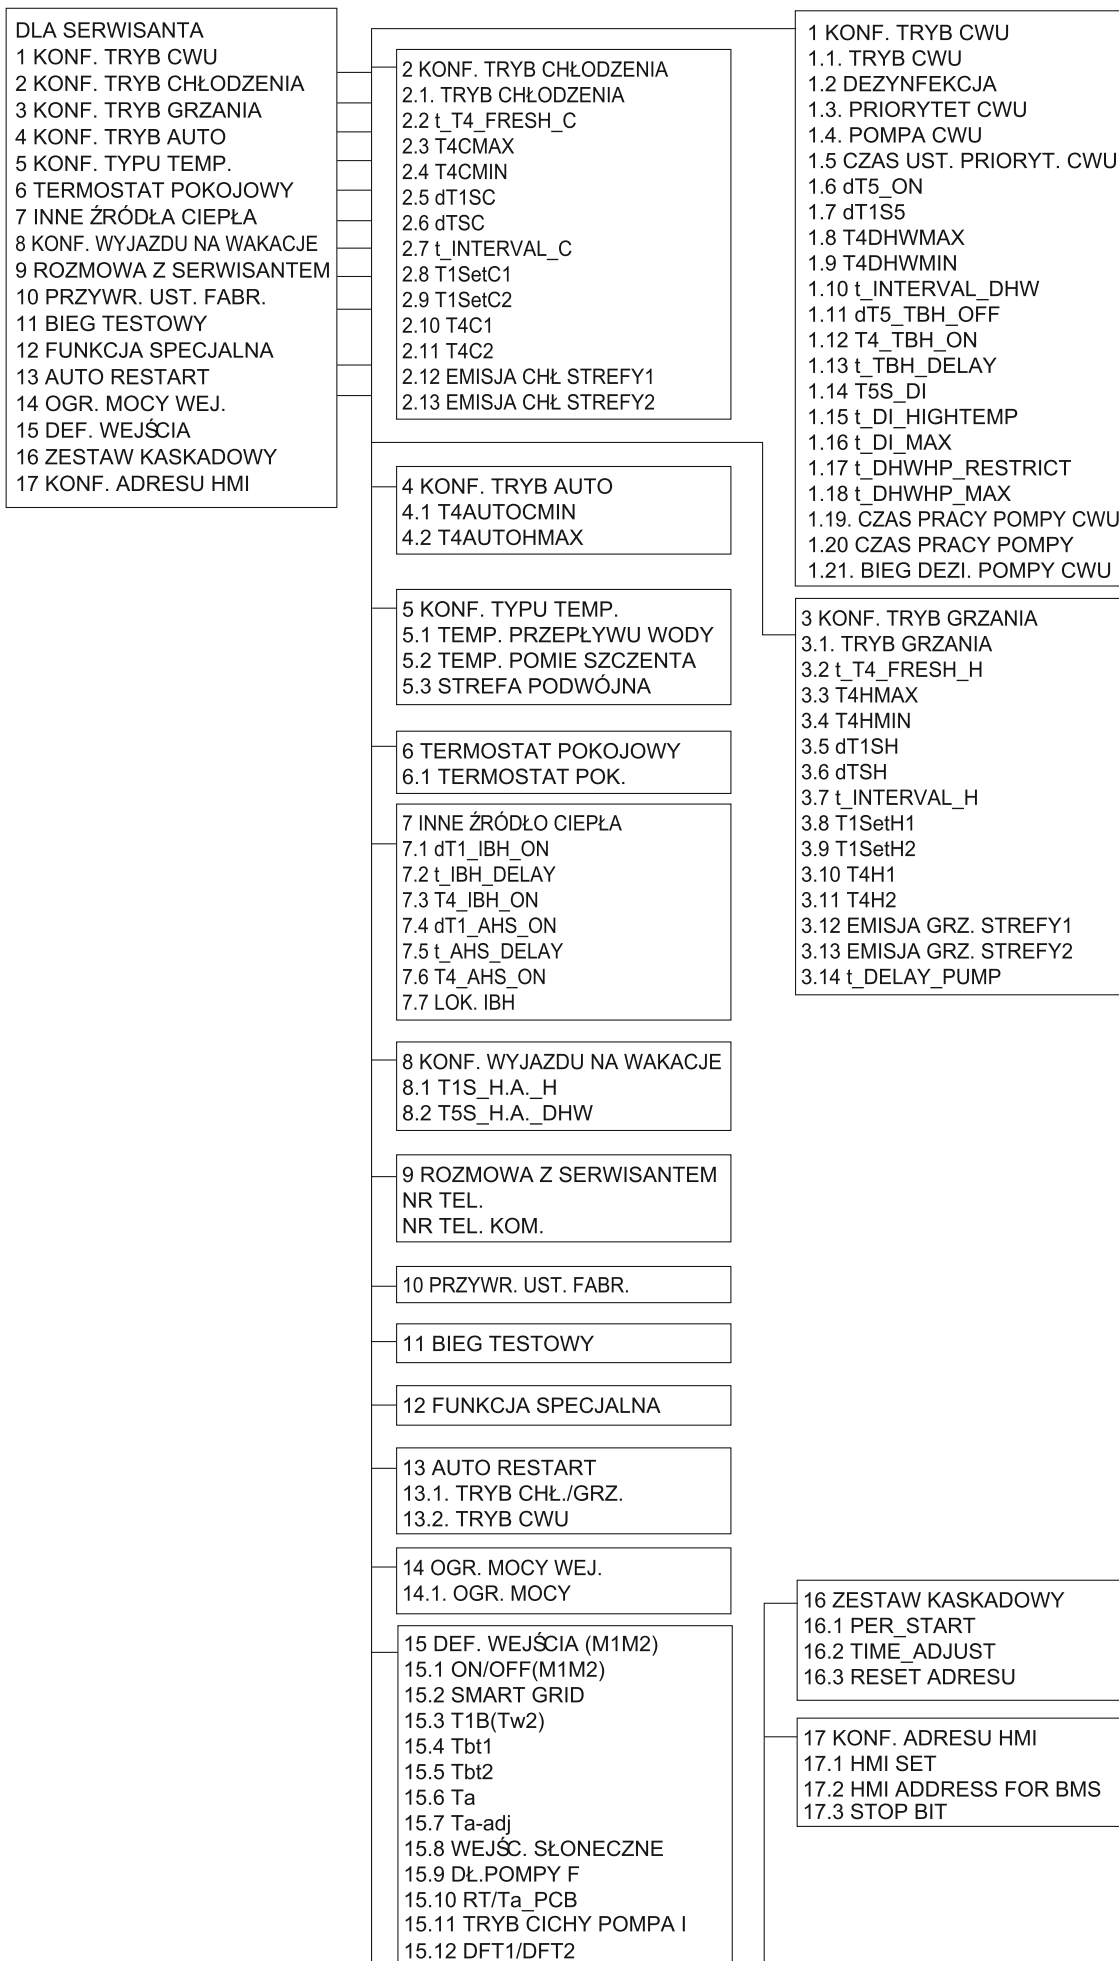 DLA SERWISANTA
1 KONF. TRYB CWU
2 KONF. TRYB CHŁODZENIA
3 KONF. TRYB GRZANIA
4 KONF. TRYB AUTO
5 KONF. TYPU TEMP.
6 TERMOSTAT POKOJOWY
7 INNE ŹRÓDŁA CIEPŁA
8 KONF. WYJAZDU NA WAKACJE
9 ROZMOWA Z SERWISANTEM
10 PRZYWR. UST. FABR.
11 BIEG TESTOWY
12 FUNKCJA SPECJALNA
13 AUTO RESTART
14 OGR. MOCY WEJ.
15 DEF. WEJŚCIA
16 ZESTAW KASKADOWY
17 KONF. ADRESU HMI
2 KONF. TRYB CHŁODZENIA
2.1. TRYB CHŁODZENIA
2.2 t_T4_FRESH_C
2.3 T4CMAX
2.4 T4CMIN
2.5 dT1SC
2.6 dTSC
2.7 t_INTERVAL_C
2.8 T1SetC1
2.9 T1SetC2
2.10 T4C1
2.11 T4C2
2.12 EMISJA CHŁ STREFY1
2.13 EMISJA CHŁ STREFY2
4 KONF. TRYB AUTO
4.1 T4AUTOCMIN
4.2 T4AUTOHMAX
5 KONF. TYPU TEMP.
5.1 TEMP. PRZEPŁYWU WODY
5.2 TEMP. POMIE SZCZENTA
5.3 STREFA PODWÓJNA
6 TERMOSTAT POKOJOWY
6.1 TERMOSTAT POK.
7 INNE ŹRÓDŁO CIEPŁA
7.1 dT1_IBH_ON
7.2 t_IBH_DELAY
7.3 T4_IBH_ON
7.4 dT1_AHS_ON
7.5 t_AHS_DELAY
7.6 T4_AHS_ON
7.7 LOK. IBH
8 KONF. WYJAZDU NA WAKACJE
8.1 T1S_H.A._H
8.2 T5S_H.A._DHW
9 ROZMOWA Z SERWISANTEM
NR TEL.
NR TEL. KOM.
10 PRZYWR. UST. FABR.
11 BIEG TESTOWY
12 FUNKCJA SPECJALNA
13 AUTO RESTART
13.1. TRYB CHŁ./GRZ.
13.2. TRYB CWU
14 OGR. MOCY WEJ.
14.1. OGR. MOCY
15 DEF. WEJŚCIA (M1M2)
15.1 ON/OFF(M1M2)
15.2 SMART GRID
15.3 T1B(Tw2)
15.4 Tbt1
15.5 Tbt2
15.6 Ta
15.7 Ta-adj
15.8 WEJŚC. SŁONECZNE
15.9 DŁ.POMPY F
15.10 RT/Ta_PCB
15.11 TRYB CICHY POMPA I
15.12 DFT1/DFT2
1 KONF. TRYB CWU
1.1. TRYB CWU
1.2 DEZYNFEKCJA
1.3. PRIORYTET CWU
1.4. POMPA CWU
1.5 CZAS UST. PRIORYT. CWU
1.6 dT5_ON
1.7 dT1S5
1.8 T4DHWMAX
1.9 T4DHWMIN
1.10 t_INTERVAL_DHW
1.11 dT5_TBH_OFF
1.12 T4_TBH_ON
1.13 t_TBH_DELAY
1.14 T5S_DI
1.15 t_DI_HIGHTEMP
1.16 t_DI_MAX
1.17 t_DHWHP_RESTRICT
1.18 t_DHWHP_MAX
1.19. CZAS PRACY POMPY CWU
1.20 CZAS PRACY POMPY
1.21. BIEG DEZI. POMPY CWU
3 KONF. TRYB GRZANIA
3.1. TRYB GRZANIA
3.2 t_T4_FRESH_H
3.3 T4HMAX
3.4 T4HMIN
3.5 dT1SH
3.6 dTSH
3.7 t_INTERVAL_H
3.8 T1SetH1
3.9 T1SetH2
3.10 T4H1
3.11 T4H2
3.12 EMISJA GRZ. STREFY1
3.13 EMISJA GRZ. STREFY2
3.14 t_DELAY_PUMP
16 ZESTAW KASKADOWY
16.1 PER_START
16.2 TIME_ADJUST
16.3 RESET ADRESU
17 KONF. ADRESU HMI
17.1 HMI SET
17.2 HMI ADDRESS FOR BMS
17.3 STOP BIT